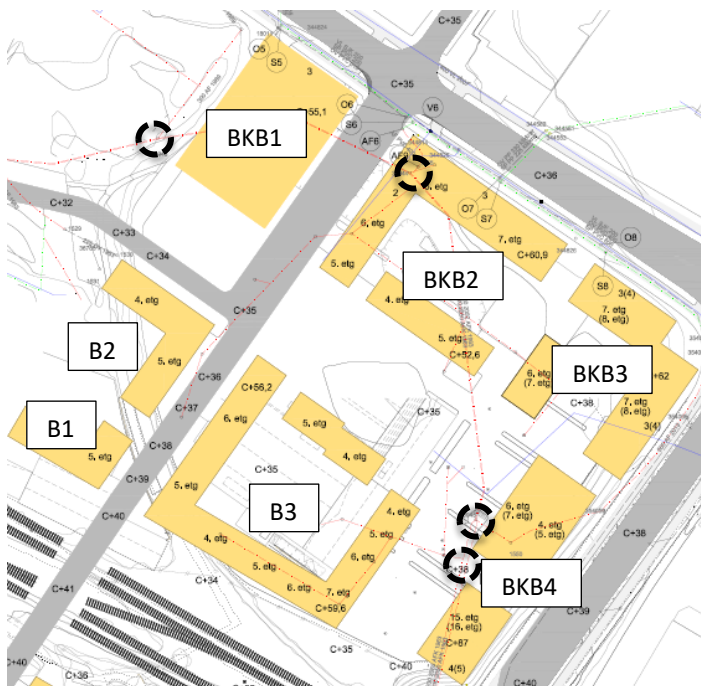 C+35
O5
S5
3
C+35
O6
V6
S6
C+55,1
AF6
BKB1
C+36
2
6. etg
3
O7
S7
6. etg
7. etg
O8
C+32
C+33
C+34
5. etg
C+60,9
BKB2
4. etg
S8
3(4)
7. etg
(8. etg)
4. etg
C+35
5. etg
C+52,6
B2
5. etg
C+36
C+56,2
6. etg
(7. etg)
BKB3
C+62
C+37
6. etg
C+35
C+38
7. etg
(8. etg)
5. etg
3(4)
B1
5. etg
C+38
4. etg
C+39
C+35
5. etg
4. etg
6. etg
(7. etg)
C+40
B3
5. etg
4. etg
(5. etg)
4. etg
6. etg
C+38
5. etg
C+38
BKB4
C+41
C+34
6. etg
7. etg
C+59,6
15. etg
(16. etg)
C+39
C+87
C+35
C+40
C+36
4(5)
C+40